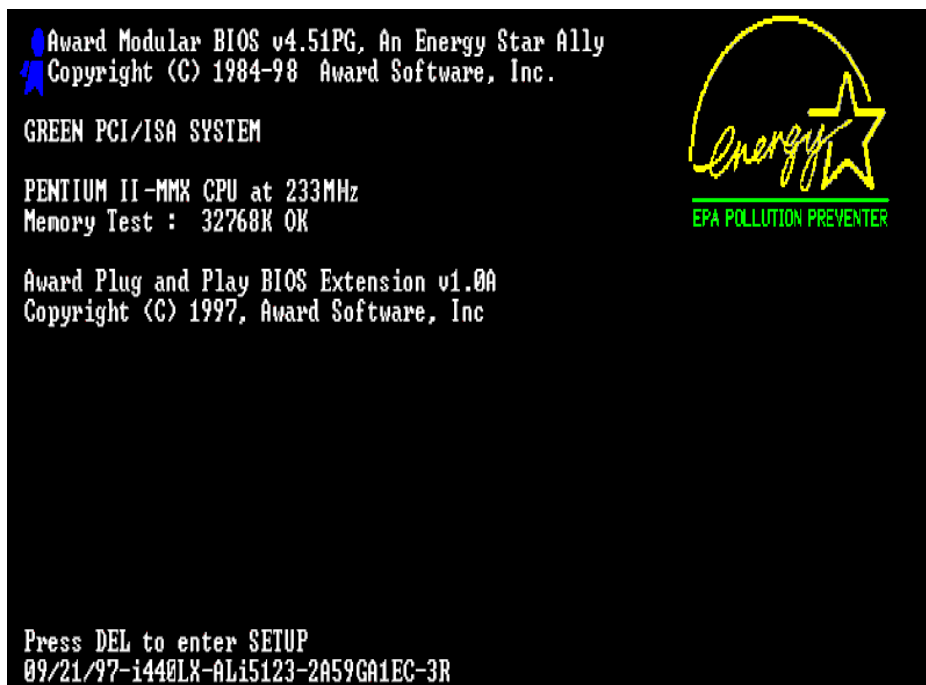 Award Modular BIOS v4.51PG, An Energy Star Ally
Copyright (C) 1984-98 Award Software, Inc.
energy
EPA POLLUTION PREVENTER
GREEN PCI/ISA SYSTEM
PENTIUM II-MMX CPU at 233MHz
Memory Test : 32768K OK
Award Plug and Play BIOS Extension v1.0A
Copyright (C) 1997, Award Software, Inc
Press DEL to enter SETUP
09/21/97-i440LX-ALi5123-2A59GA1EC-3R